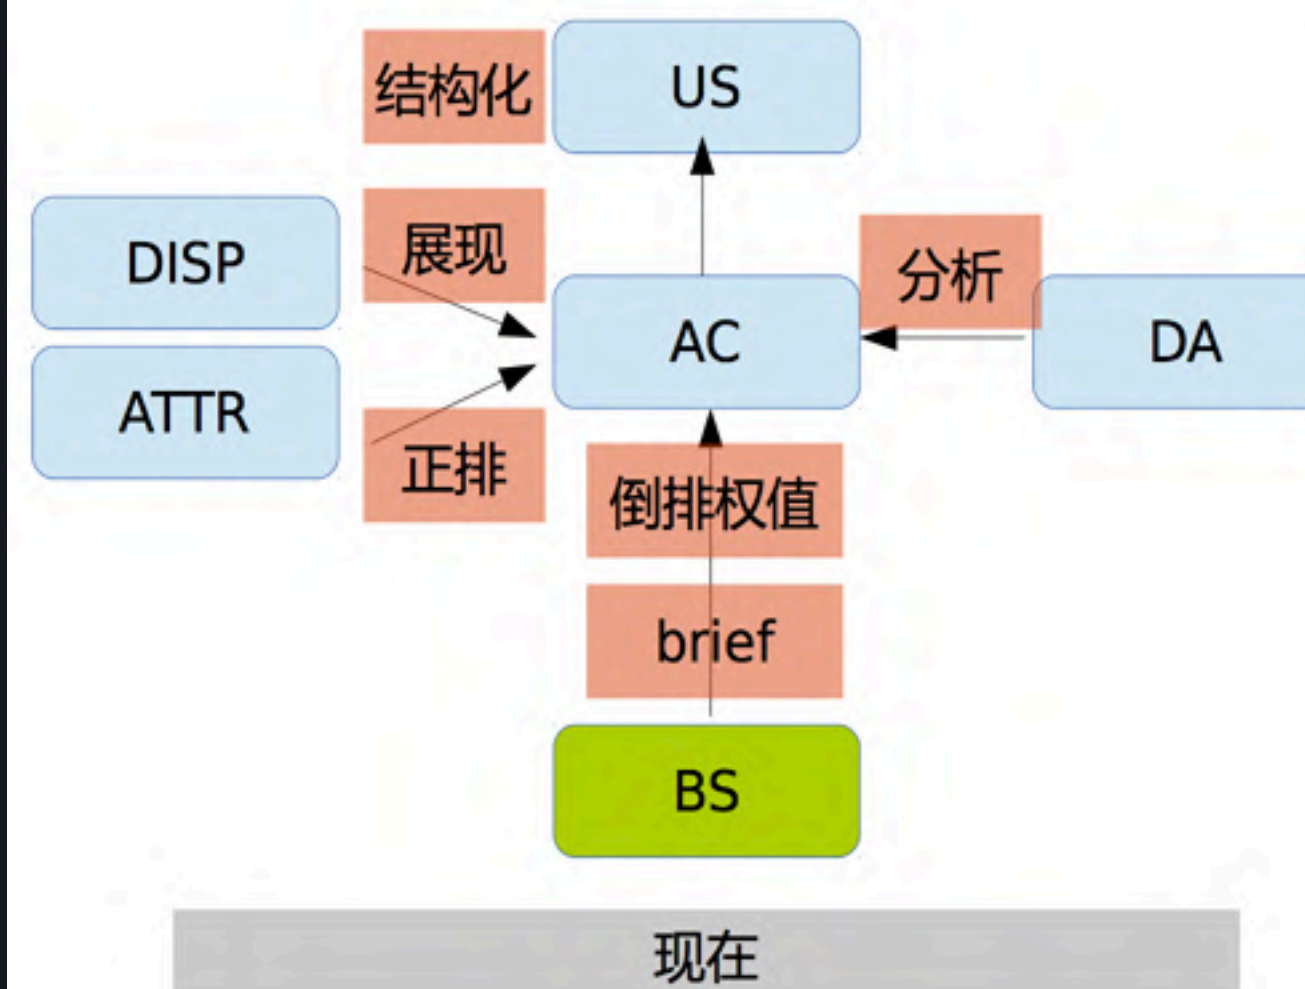 结构化
US
展现
DISP
分析
AC
DA
ATTR
正排
倒排权值
brief
BS
现在